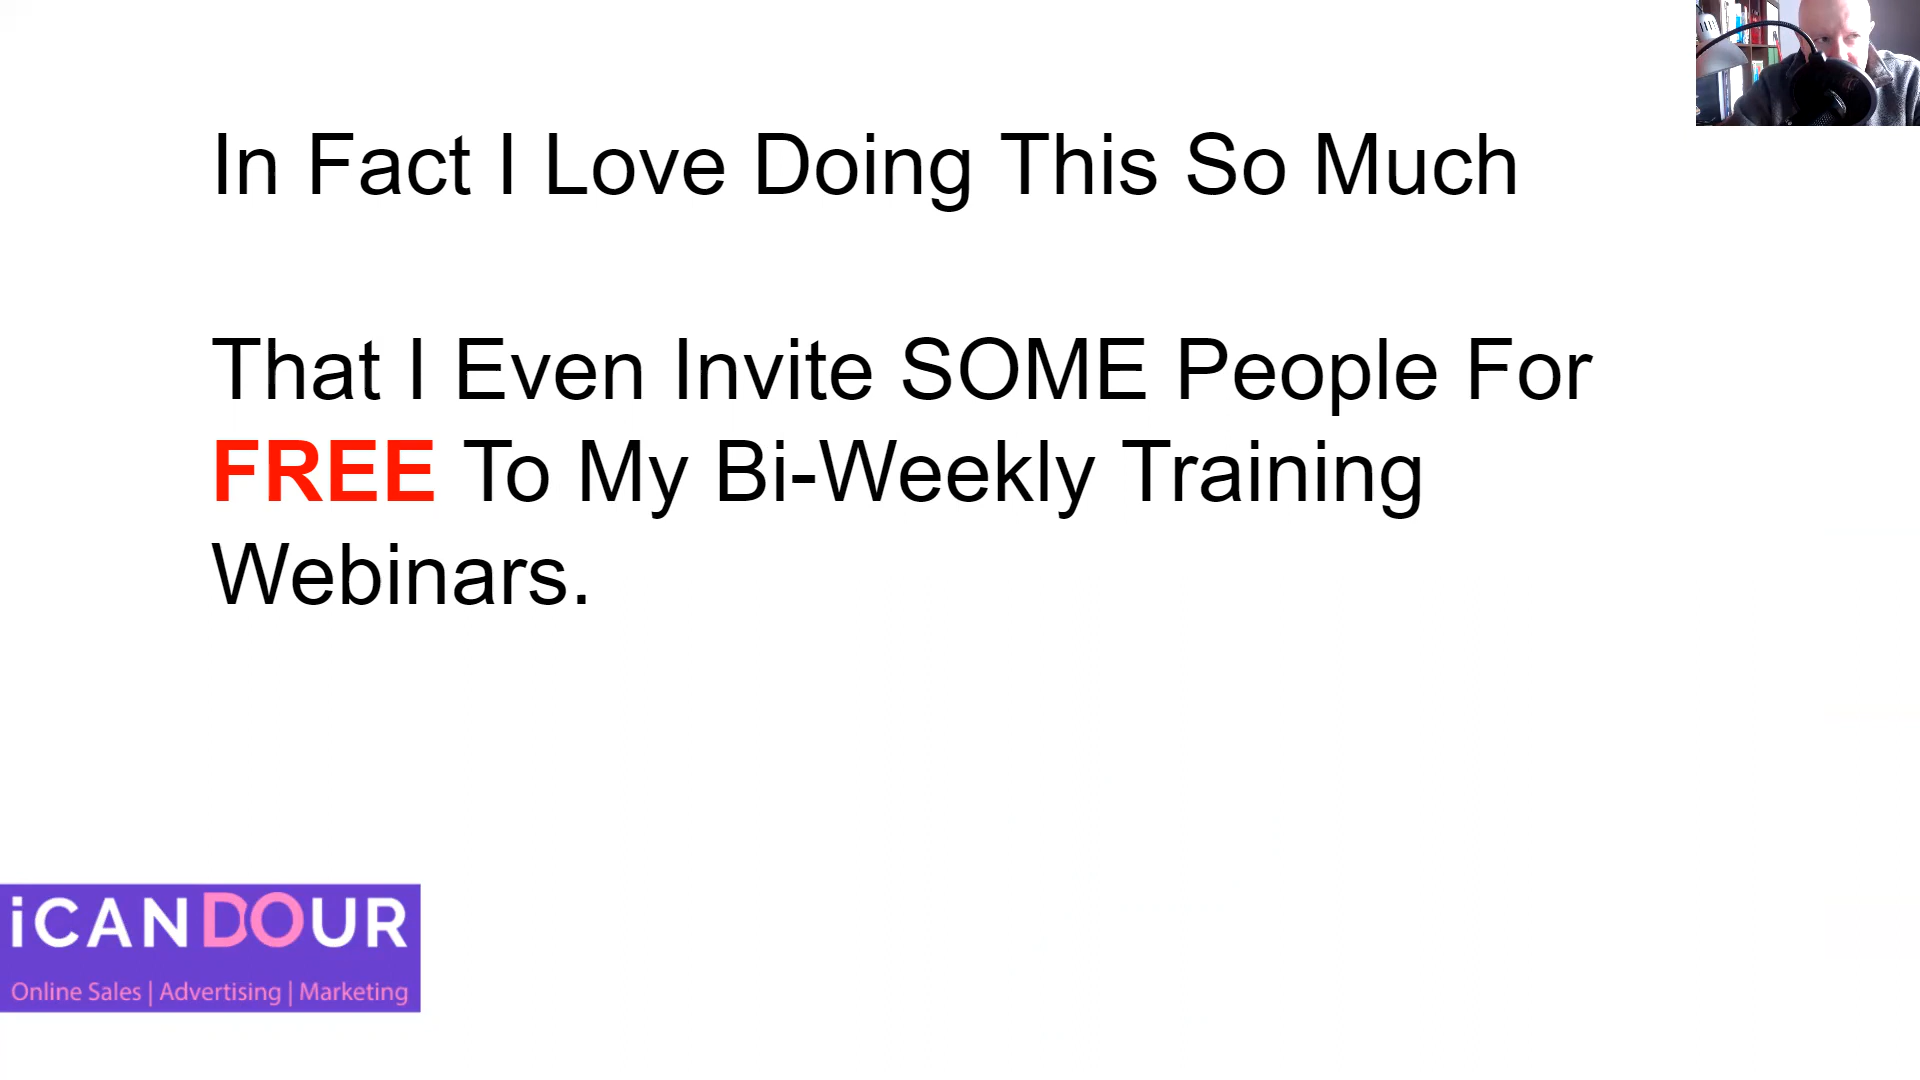 In Fact I Love Doing This So Much
That I Even Invite SOME People For
FREE To My Bi-Weekly Training
Webinars.
iCANDOUR
Online Sales | Advertising | Marketing